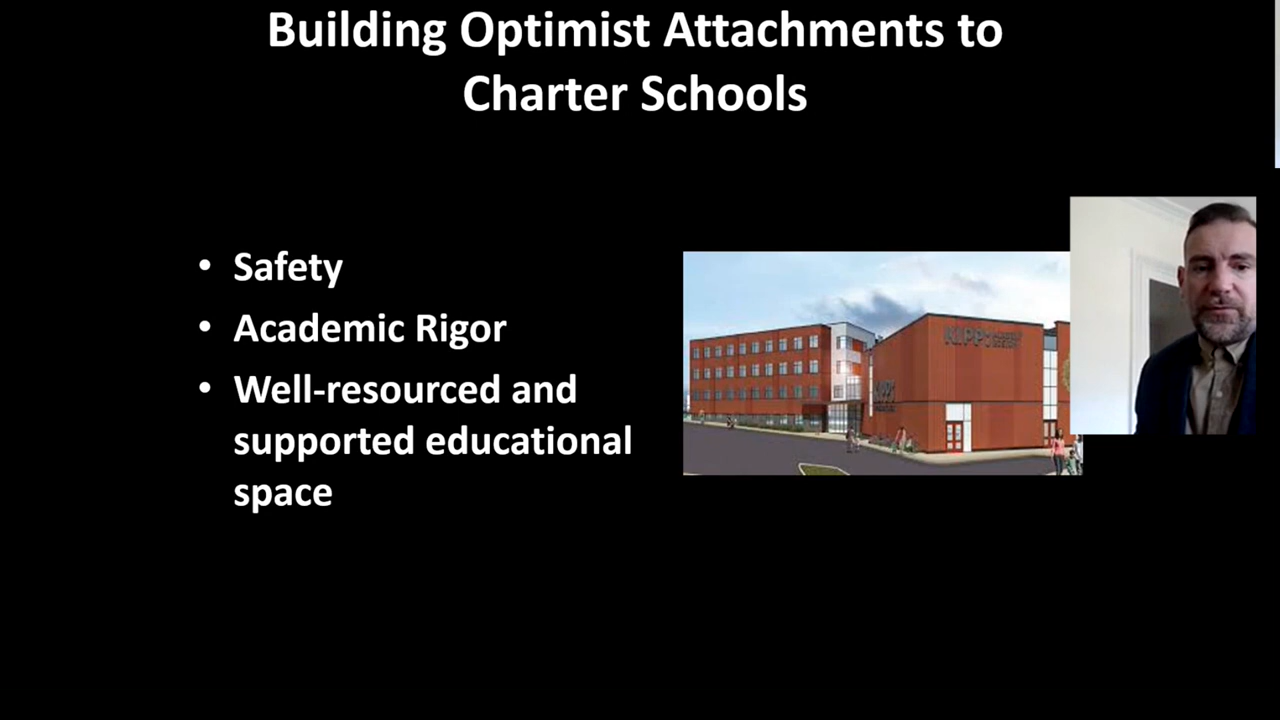 Building Optimist Attachments to
Charter Schools
• Safety
• Academic Rigor
• Well-resourced and
supported educational
space
KIPP: